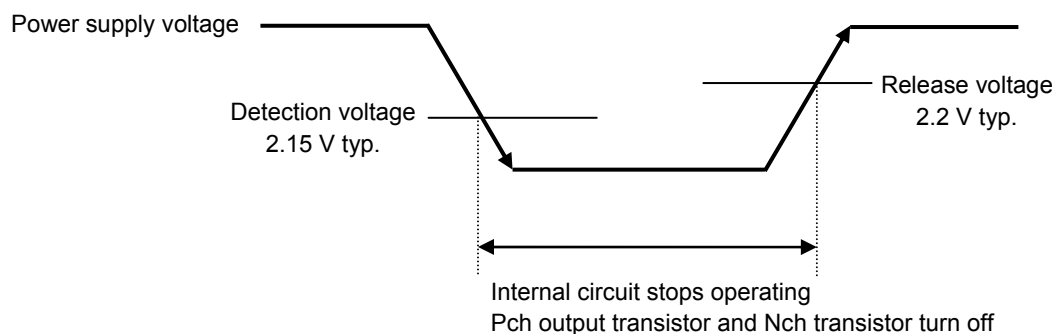 Power supply voltage
Detection voltage
2.15 V typ.
Release voltage
2.2 V typ.
Internal circuit stops operating
Pch output transistor and Nch transistor turn off